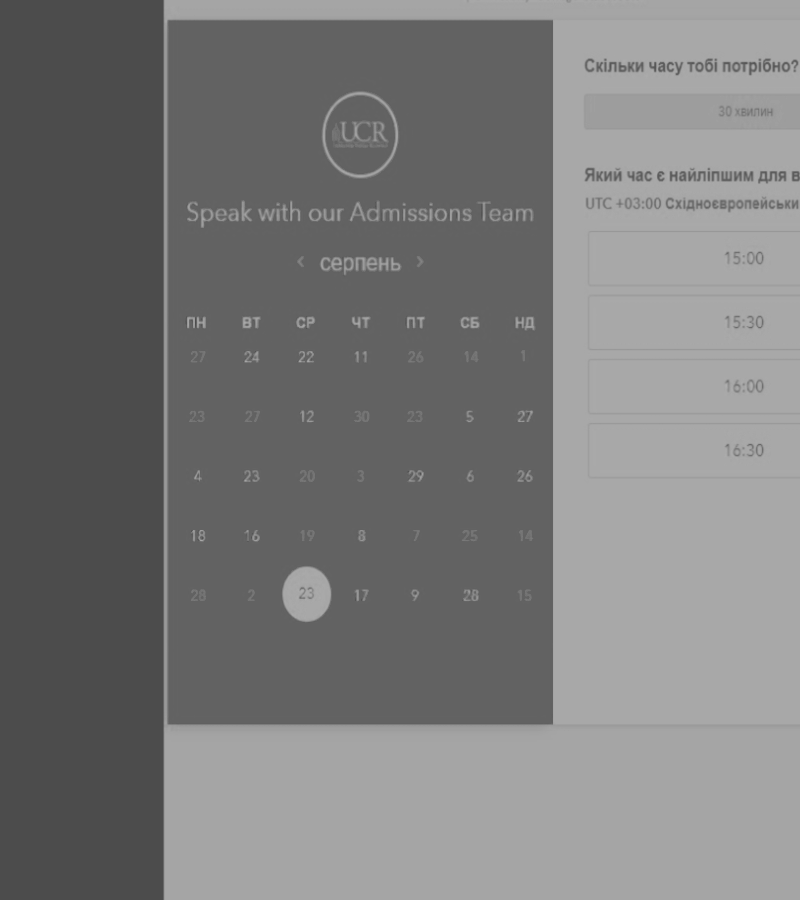 UCR
Speak with our Admissions Team
‹ серпень ›
ПН ВТ СР ЧТ ПТ СБ НД
27 24 22 11 26 14 1
23 27 12 30 23 5 27
4 23 20 3 29 6 26
18 16 19 8 7 25 14
28 2 23 17 9 28 15
Скільки часу тобі потрібно?
30 хвилин
Який час є найліпшим для в
UTC +03:00 Східноєвропейськи
15:00
15:30
16:00
16:30